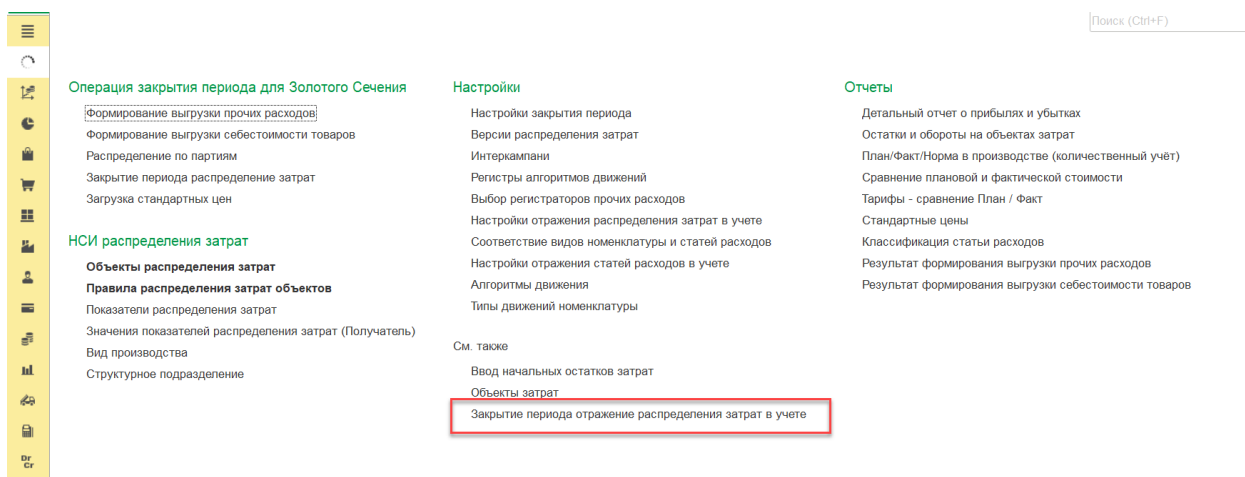 Поиск (Ctrl+F)
Операция закрытия периода для Золотого Сечения
Формирование выгрузки прочих расходов
Формирование выгрузки себестоимости товаров
Распределение по партиям
Закрытие периода распределение затрат
Загрузка стандартных цен
НСИ распределения затрат
Объекты распределения затрат
Правила распределения затрат объектов
Показатели распределения затрат
Значения показателей распределения затрат (Получатель)
Вид производства
Структурное подразделение
Настройки
Настройки закрытия периода
Версии распределения затрат
Интеркампани
Регистры алгоритмов движений
Выбор регистраторов прочих расходов
Настройки отражения распределения затрат в учете
Соответствие видов номенклатуры и статей расходов
Настройки отражения статей расходов в учете
Алгоритмы движения
Типы движений номенклатуры
См. также
Ввод начальных остатков затрат
Объекты затрат
Закрытие периода отражение распределения затрат в учете
Отчеты
Детальный отчет о прибылях и убытках
Остатки и обороты на объектах затрат
План/Факт/Норма в производстве (количественный учёт)
Сравнение плановой и фактической стоимости
Тарифы - сравнение План / Факт
Стандартные цены
Классификация статьи расходов
Результат формирования выгрузки прочих расходов
Результат формирования выгрузки себестоимости товаров
Dr
Cr